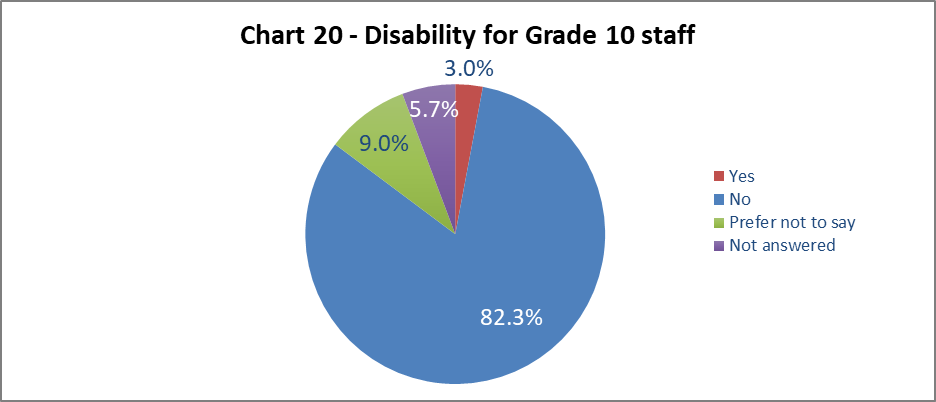 Chart 20 - Disability for Grade 10 staff
3.0%
5.7%
9.0%
82.3%
Yes
No
Prefer not to say
Not answered